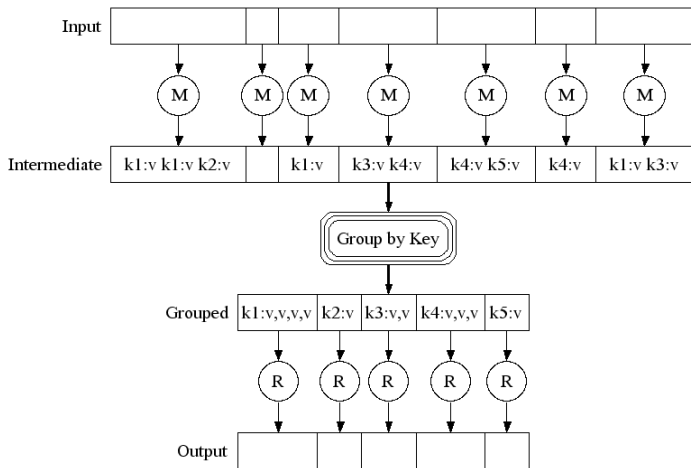 Input
M M M M M M M
Intermediate k1:v k1:v k2:v k1:v k3:v k4:v k4:v k5:v k4:v k1:v k3:v
Group by Key
Grouped k1:v,v,v,v k2:v k3:v,v k4:v,v,v k5:v
R R R R R
Output